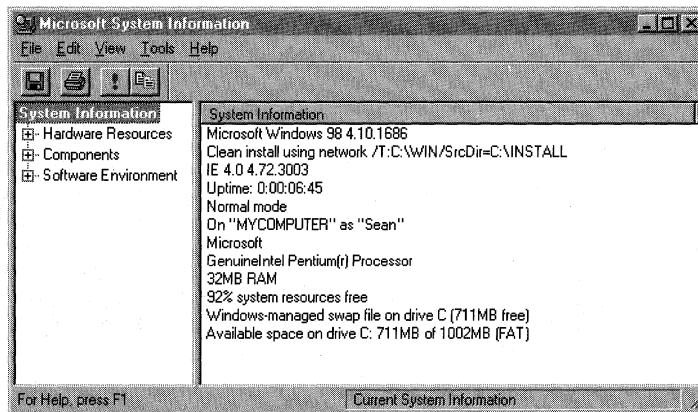 Microsoft System Information
File Edit View Tools Help
System Information
Hardware Resources
Components
Software Environment
System Information
Microsoft Windows 98 4.10.1686
Clean install using network /T:C:\WIN/SrcDir=C:\INSTALL
IE 4.0 4.72.3003
Uptime: 0:00:06:45
Normal mode
On "MYCOMPUTER" as "Sean"
Microsoft
GenuineIntel Pentium(r) Processor
32MB RAM
92% system resources free
Windows-managed swap file on drive C (711MB free)
Available space on drive C: 711MB of 1002MB (FAT)
For Help, press F1
Current System Information